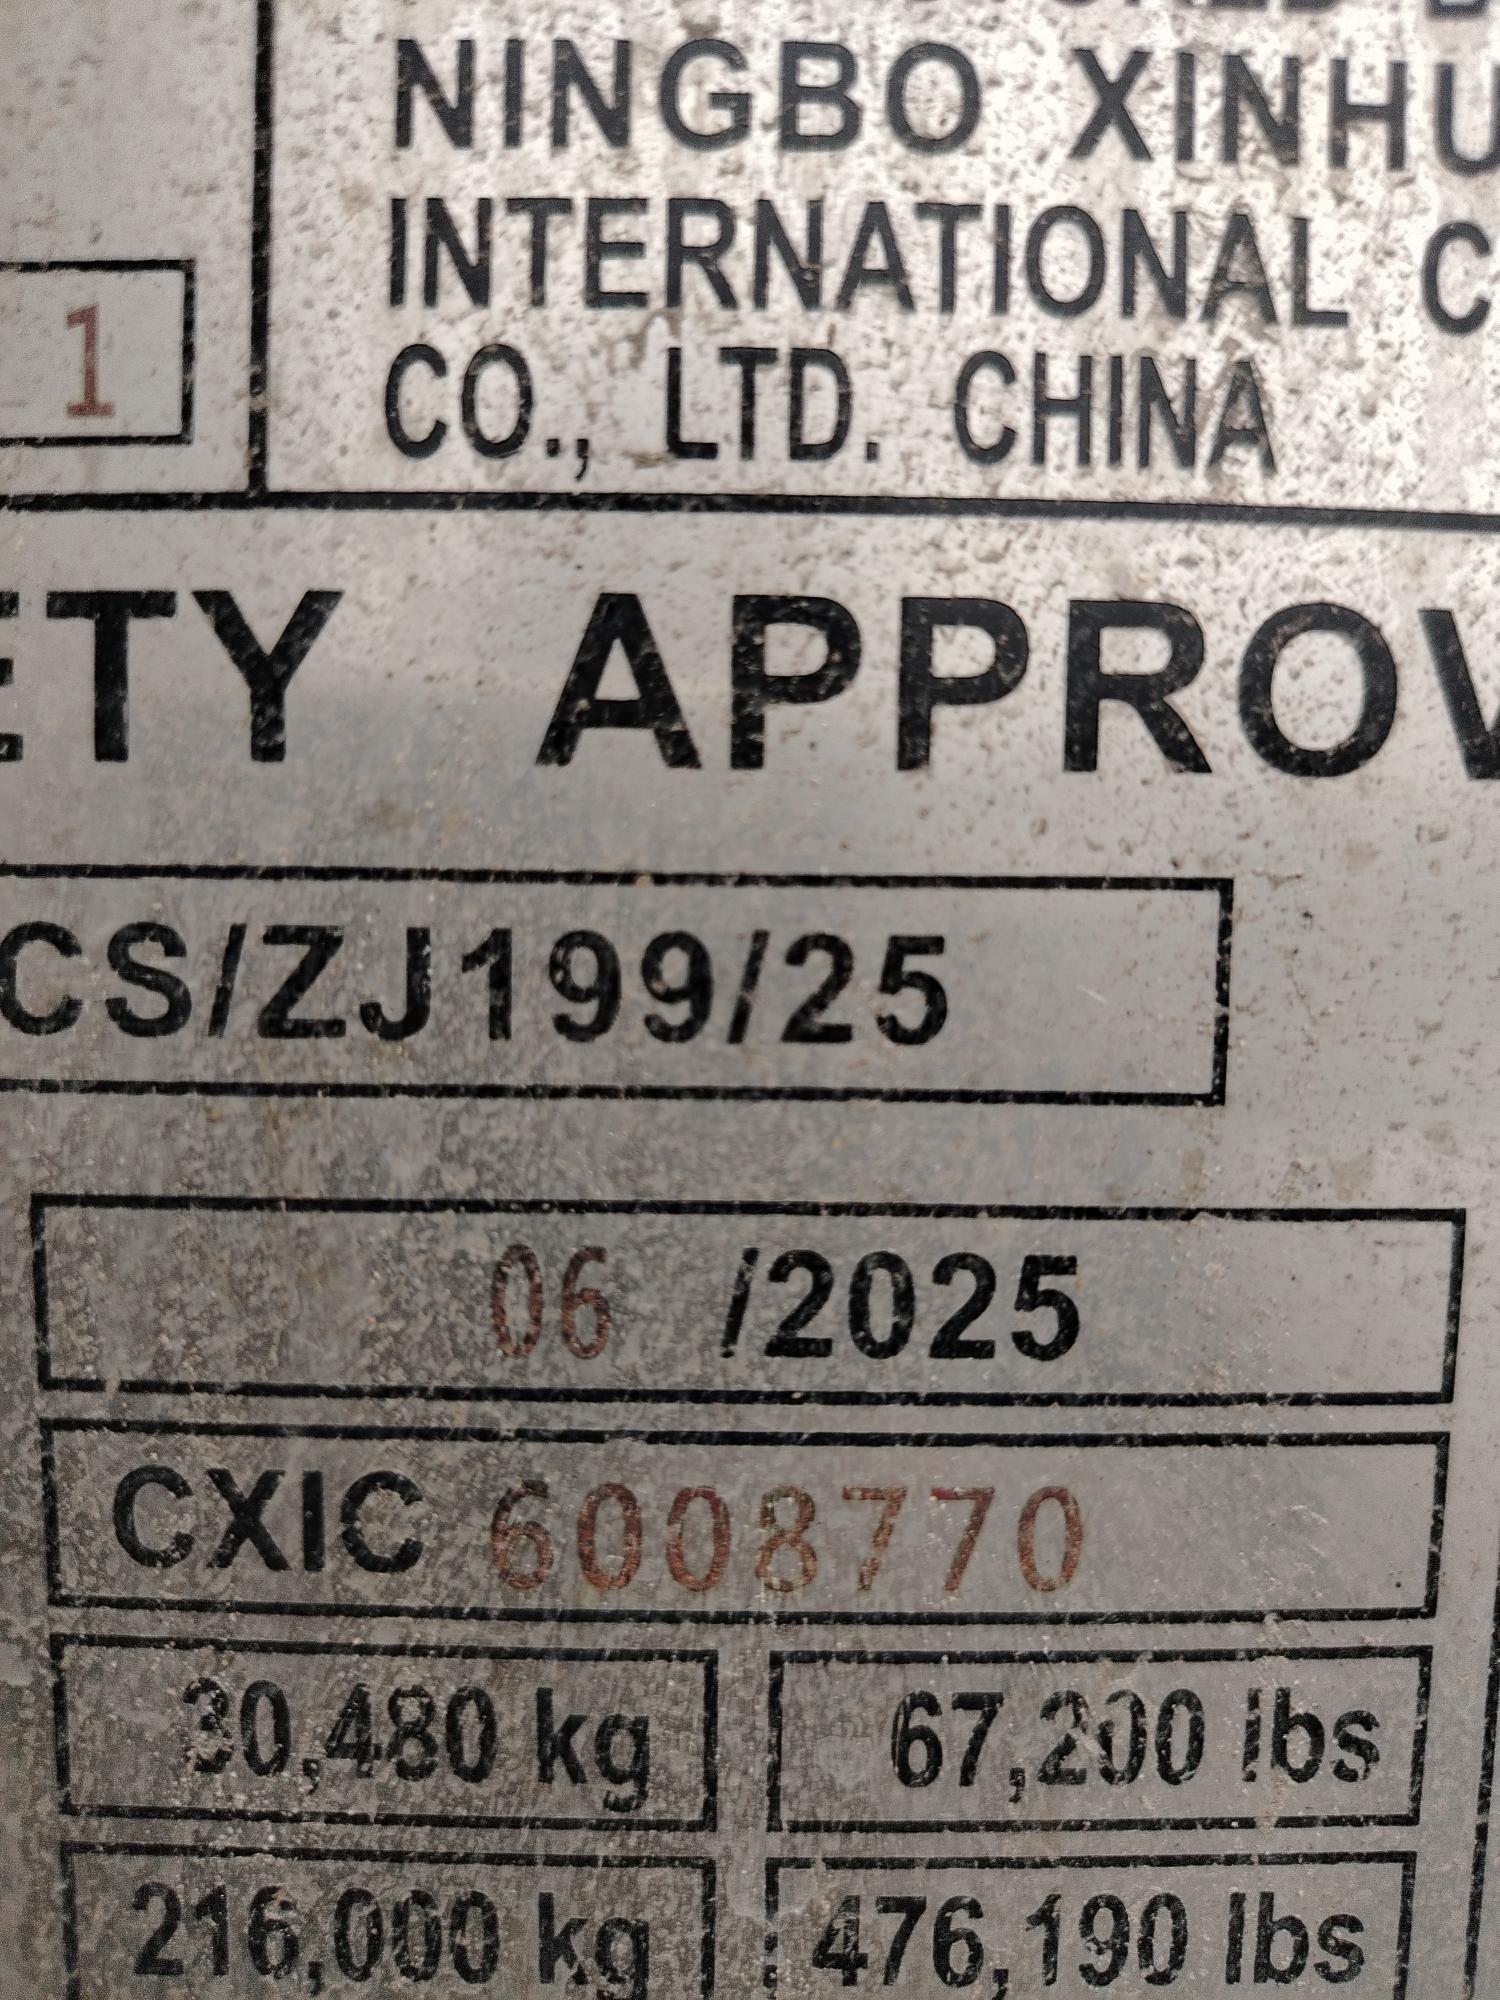 NINGBO XINHU
INTERNATIONAL C
1
CO., LTD. CHINA
ETY APPROV
CS/ZJ199/25
06 /2025
CXIC 6008770
30,480 kg 67,200 lbs
216,000 kg 476,190 lbs